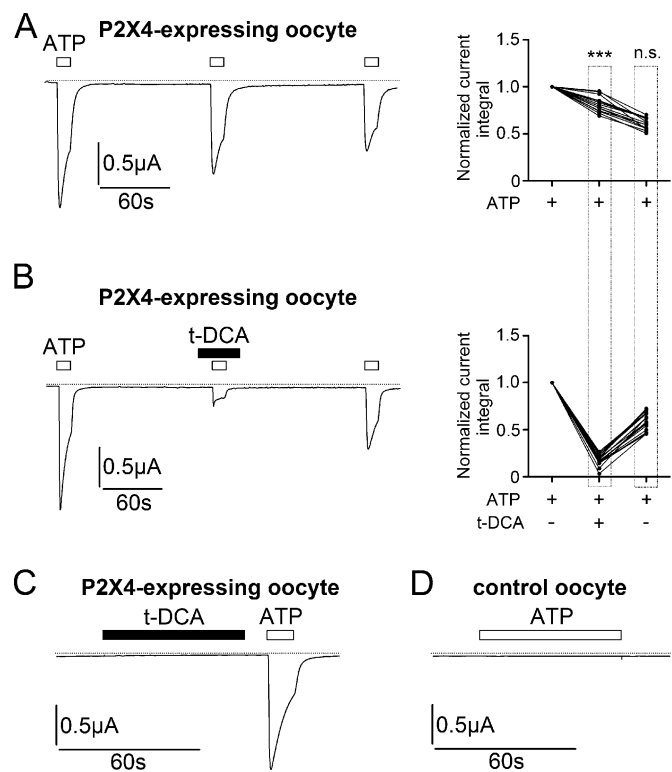 A
P2X4-expressing oocyte
ATP
0.5µA
60s
*** n.s.
Normalized current
integral
1.5
1.0
0.5
0
ATP + + +
B
P2X4-expressing oocyte
t-DCA
ATP
0.5µA
60s
Normalized current
integral
1.5
1.0
0.5
0
ATP + + +
t-DCA - + -
C
P2X4-expressing oocyte
t-DCA ATP
0.5µA
60s
D
control oocyte
ATP
0.5µA
60s